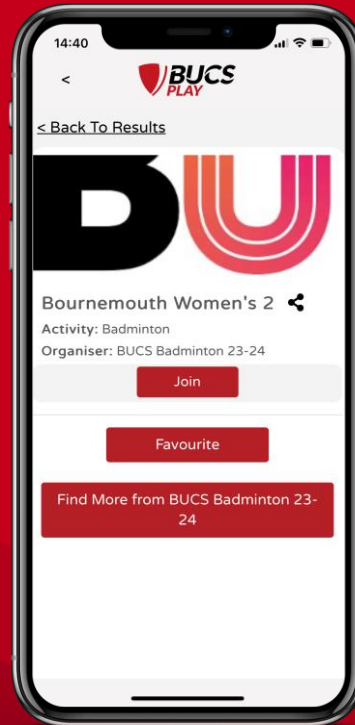 14:40
<
BUCS
PLAY
< Back To Results
BU
Bournemouth Women's 2
Activity: Badminton
Organiser: BUCS Badminton 23-24
Join
Favourite
Find More from BUCS Badminton 23-
24